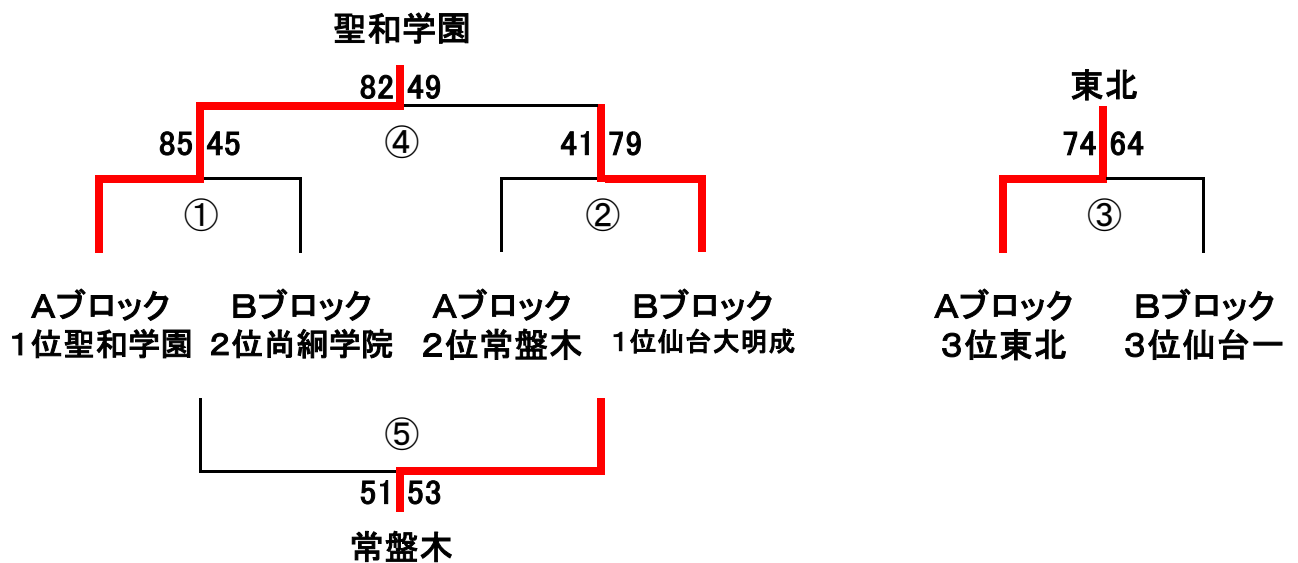 聖和学園
82 49
東北
85 45
④
41 79
74 64
①
②
③
Aブロック
1位聖和学園
Bブロック
2位尚絅学院
Aブロック
2位常盤木
Bブロック
1位仙台大明成
Aブロック
3位東北
Bブロック
3位仙台一
⑤
51 53
常盤木